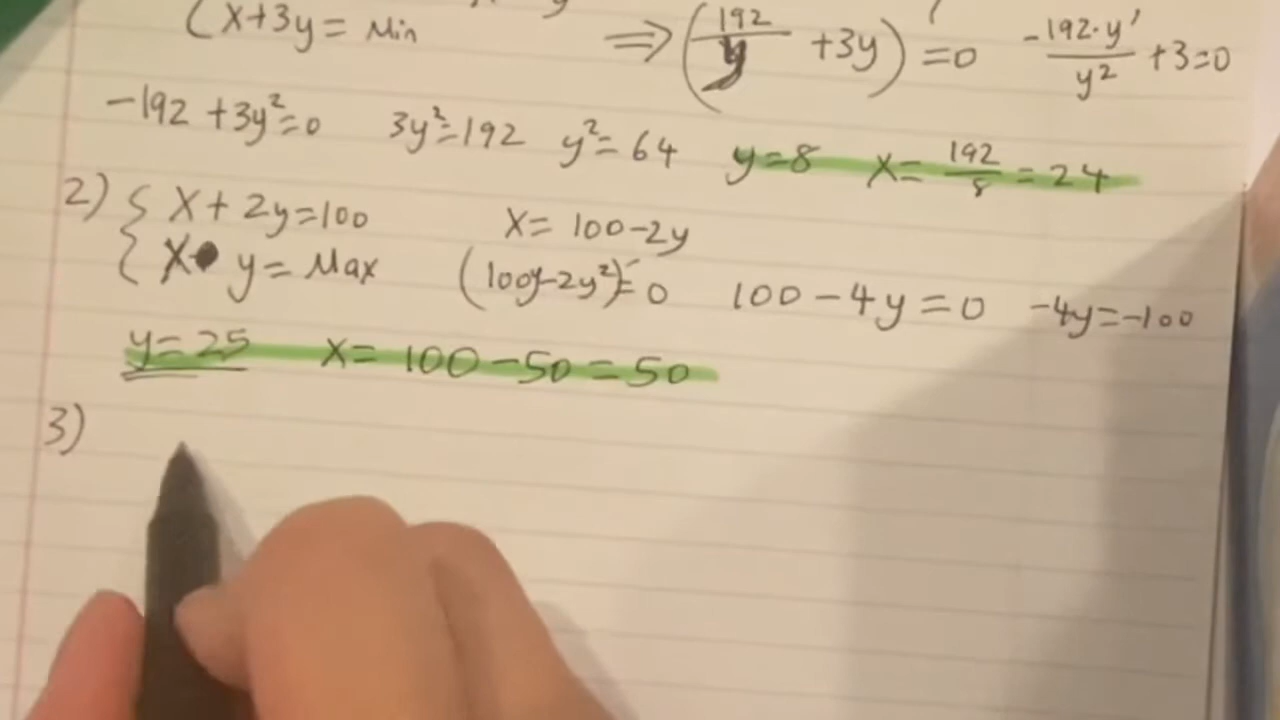 { x+3y= Min ⇒ (192/y +3y)' =0 -192·y'/y² +3=0
-192 +3y²=0 3y²=192 y²=64 y=8 x= 192/8 =24
2) { x+2y=100 x= 100-2y
x• y= Max (100y-2y²)'=0 100-4y=0 -4y=-100
y=25 x= 100-50=50
3)